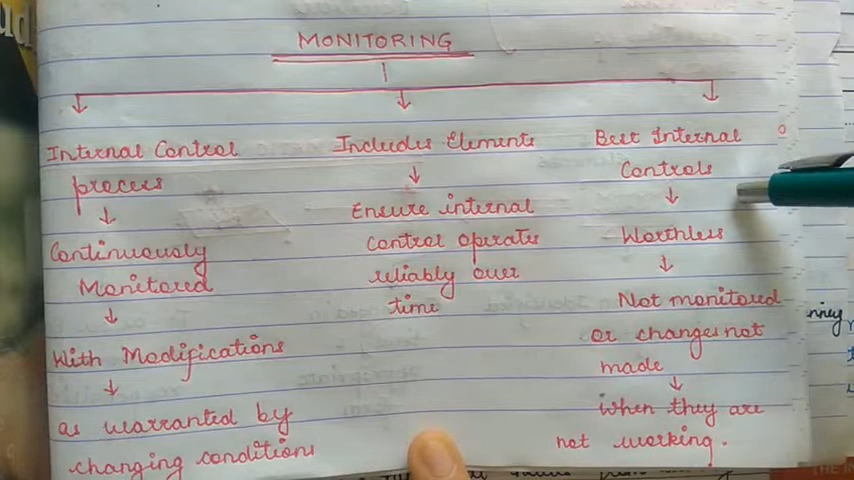 MONITORING
Internal Control
process
Continuously
Monitored
With Modifications
as warranted by
changing conditions
Includes Elements
Ensure internal
Control operates
reliably over
time
Best Internal
Controls
Worthless
Not monitored
or changes not
made
when they are
not working.